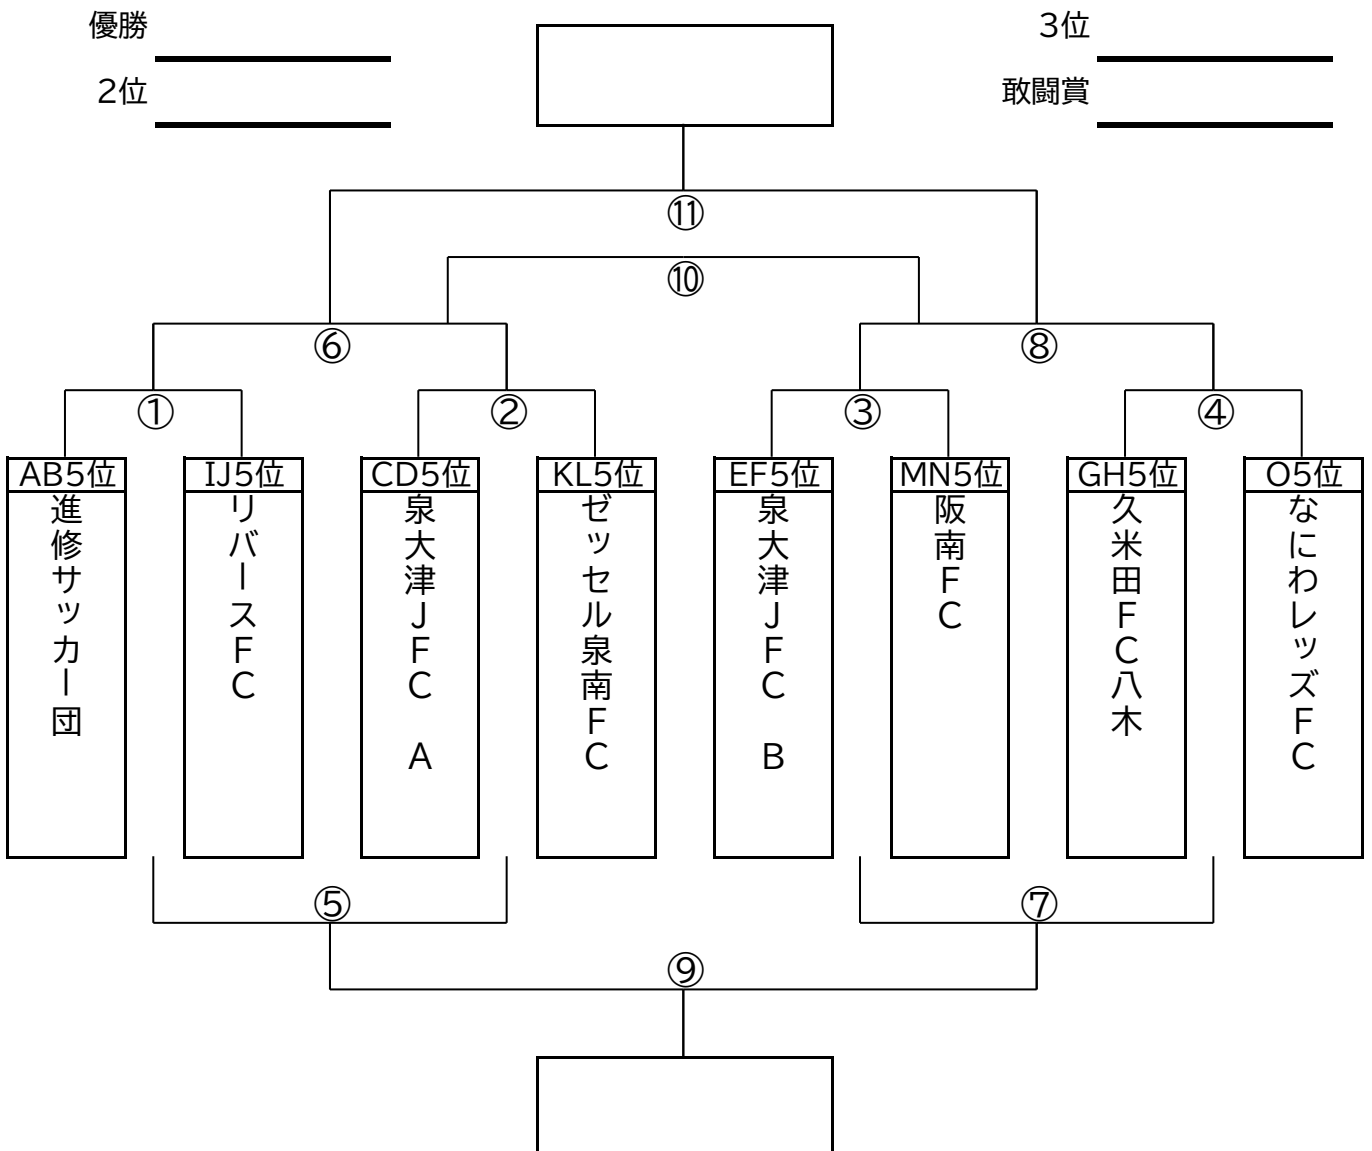 優勝
2位
3位
敢闘賞
⑪
⑩
⑥
⑧
①
②
③
④
AB5位
進修サッカー団
IJ5位
リバースFC
CD5位
泉大津JFC A
KL5位
ゼッセル泉南FC
EF5位
泉大津JFC B
MN5位
阪南FC
GH5位
久米田FC八木
O5位
なにわレッズFC
⑤
⑦
⑨